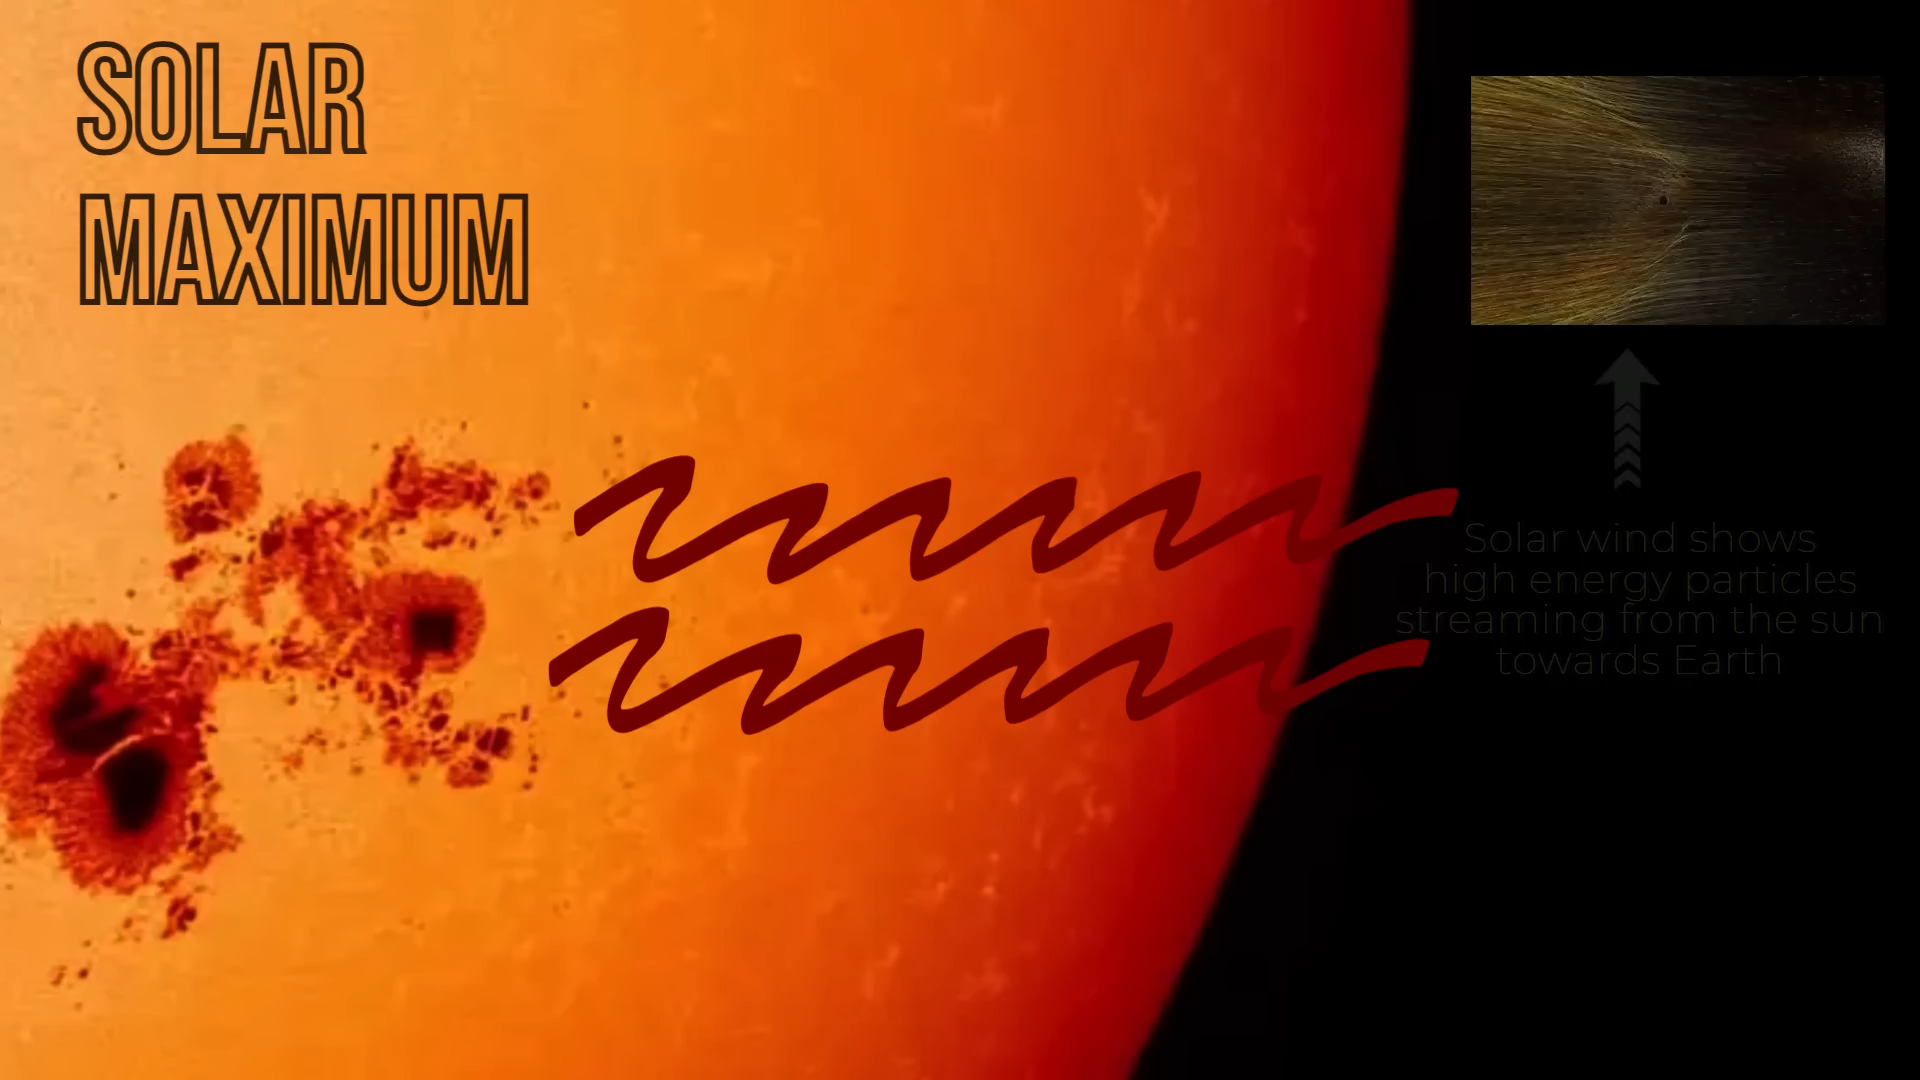 SOLAR
MAXIMUM
Solar wind shows
high energy particles
streaming from the sun
towards Earth